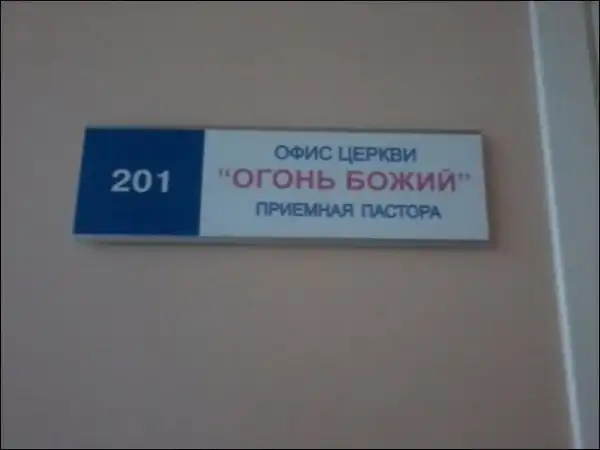 201
ОФИС ЦЕРКВИ
"ОГОНЬ БОЖИЙ"
ПРИЕМНАЯ ПАСТОРА